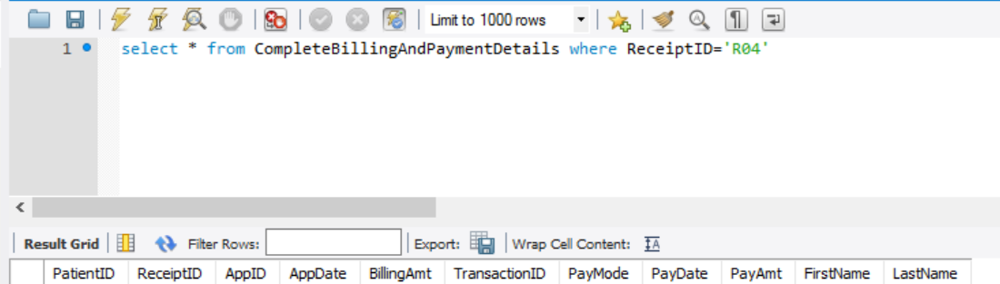 Limit to 1000 rows
1 select * from CompleteBillingAndPaymentDetails where ReceiptID='R04'
Result Grid Filter Rows: Export: Wrap Cell Content:
PatientID ReceiptID AppID AppDate BillingAmt TransactionID PayMode PayDate PayAmt FirstName LastName